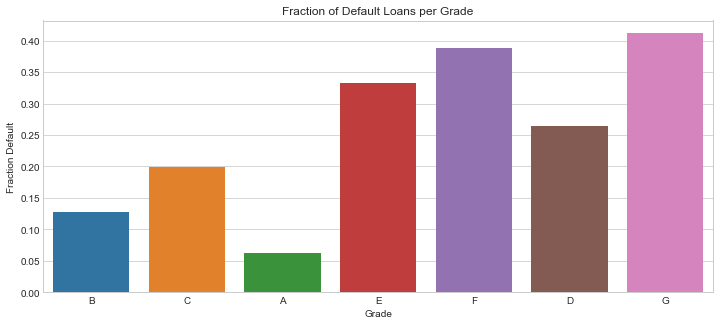 Fraction of Default Loans per Grade
Fraction Default
0.40
0.35
0.30
0.25
0.20
0.15
0.10
0.05
0.00
B C A E F D G
Grade